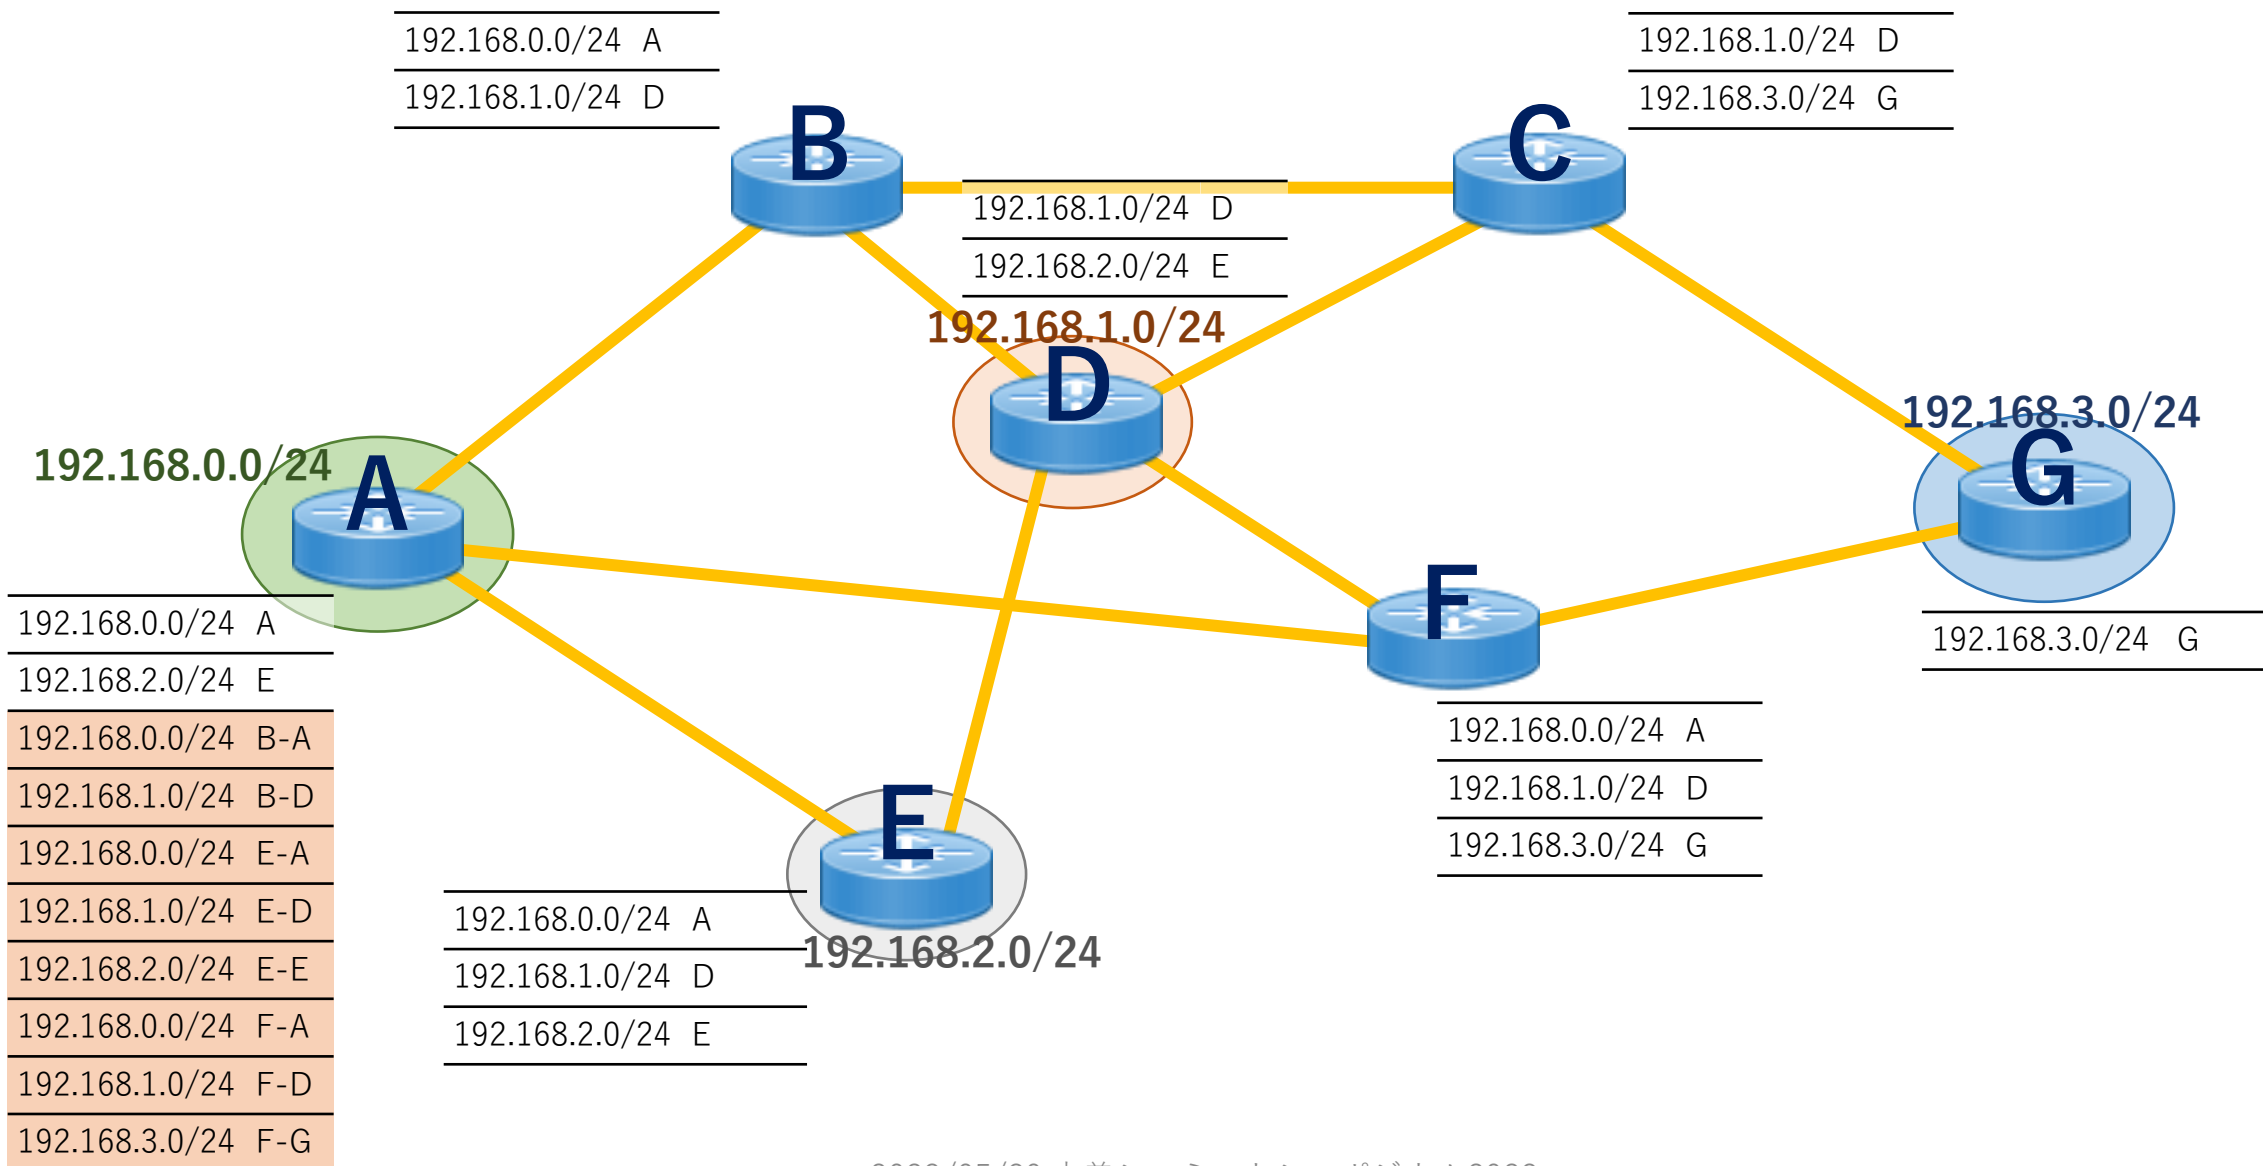 192.168.0.0/24 A
192.168.1.0/24 D
B
192.168.1.0/24 D
192.168.3.0/24 G
C
192.168.1.0/24 D
192.168.2.0/24 E
192.168.1.0/24
D
192.168.3.0/24
G
192.168.3.0/24 G
192.168.0.0/24
A
192.168.0.0/24 A
192.168.2.0/24 E
192.168.0.0/24 B-A
192.168.1.0/24 B-D
192.168.0.0/24 E-A
192.168.1.0/24 E-D
192.168.2.0/24 E-E
192.168.0.0/24 F-A
192.168.1.0/24 F-D
192.168.3.0/24 F-G
E
192.168.2.0/24
192.168.0.0/24 A
192.168.1.0/24 D
192.168.2.0/24 E
F
192.168.0.0/24 A
192.168.1.0/24 D
192.168.3.0/24 G